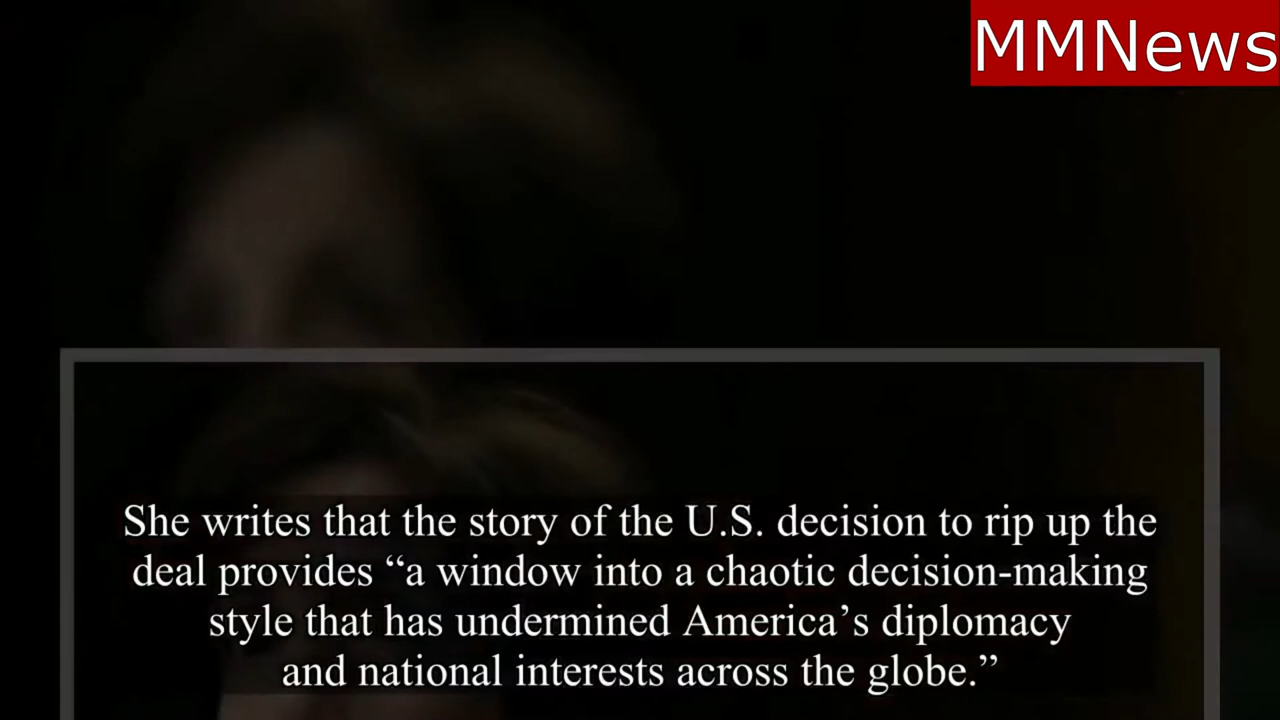 MMNews
She writes that the story of the U.S. decision to rip up the
deal provides “a window into a chaotic decision-making
style that has undermined America’s diplomacy
and national interests across the globe.”